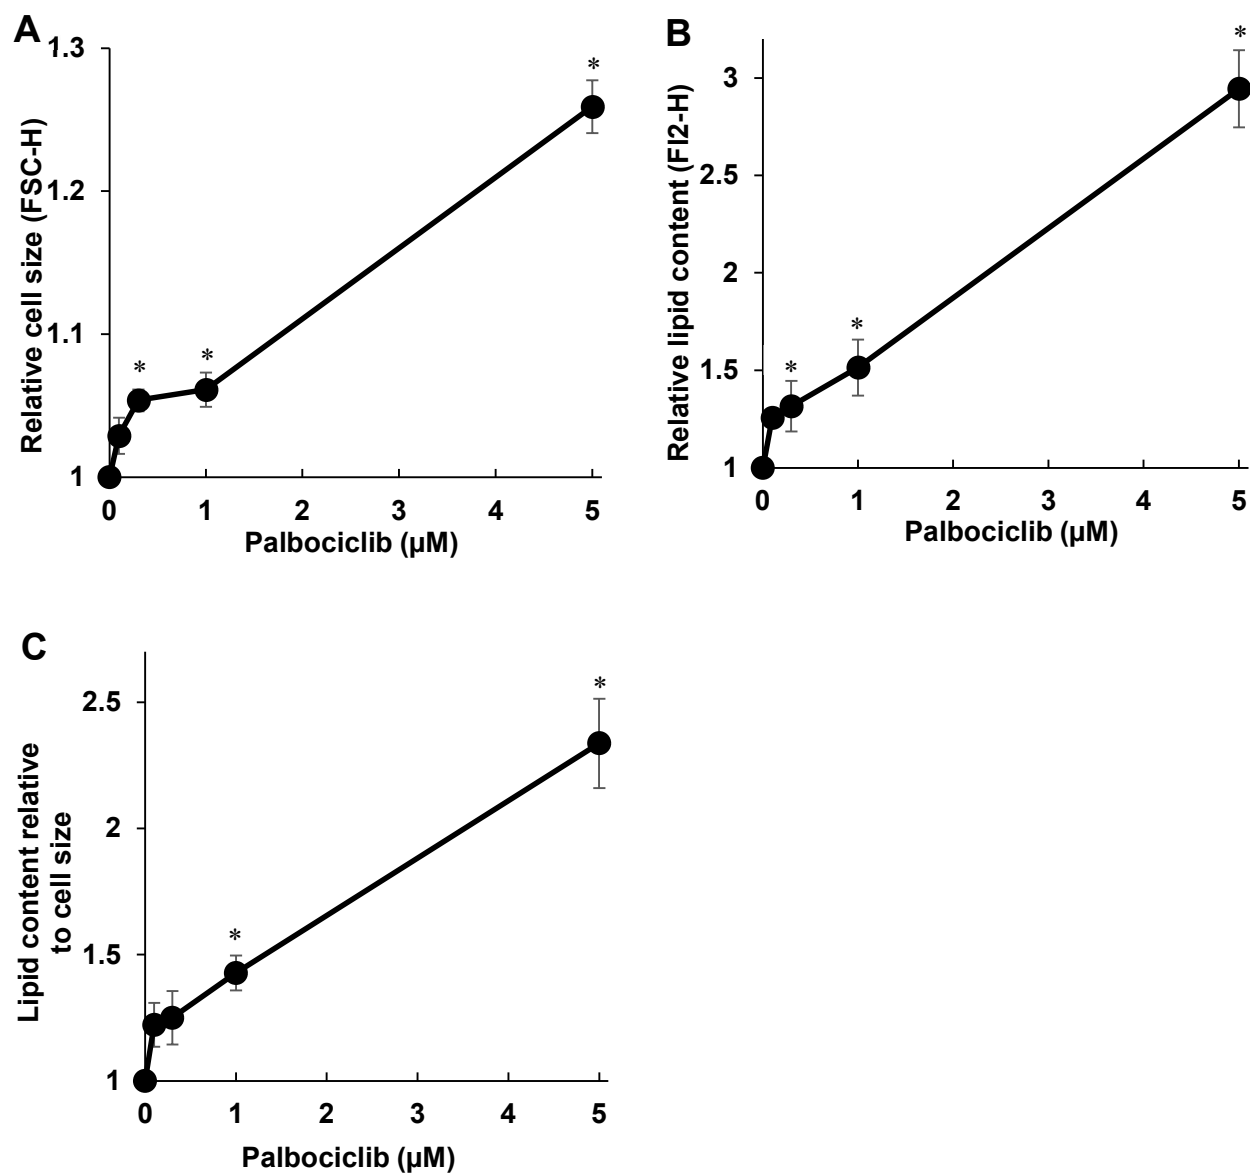 A
Relative cell size (FSC-H)
1.3
1.2
1.1
1
*
*
*
0 1 2 3 4 5
Palbociclib (µM)
B
Relative lipid content (Fl2-H)
3
2.5
2
1.5
1
*
*
*
0 1 2 3 4 5
Palbociclib (µM)
C
Lipid content relative
to cell size
2.5
2
1.5
1
*
*
0 1 2 3 4 5
Palbociclib (µM)